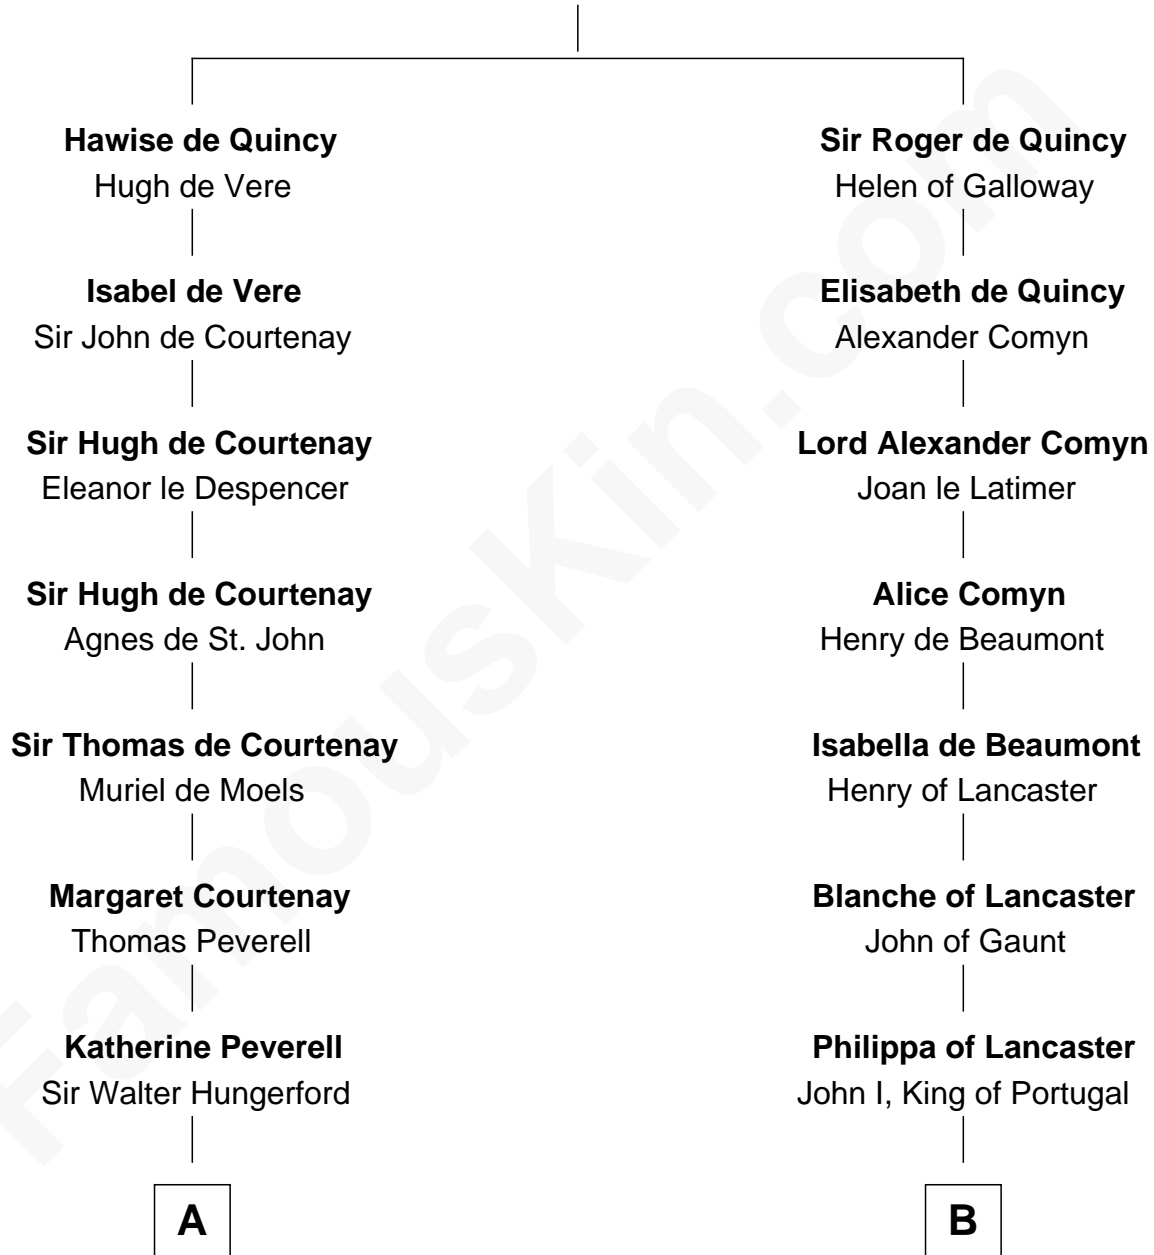 Hawise de Quincy
Hugh de Vere
Isabel de Vere
Sir John de Courtenay
Sir Hugh de Courtenay
Eleanor le Despencer
Sir Hugh de Courtenay
Agnes de St. John
Sir Thomas de Courtenay
Muriel de Moels
Margaret Courtenay
Thomas Peverell
Katherine Peverell
Sir Walter Hungerford
A
Sir Roger de Quincy
Helen of Galloway
Elisabeth de Quincy
Alexander Comyn
Lord Alexander Comyn
Joan le Latimer
Alice Comyn
Henry de Beaumont
Isabella de Beaumont
Henry of Lancaster
Blanche of Lancaster
John of Gaunt
Philippa of Lancaster
John I, King of Portugal
B
FamousKin.com